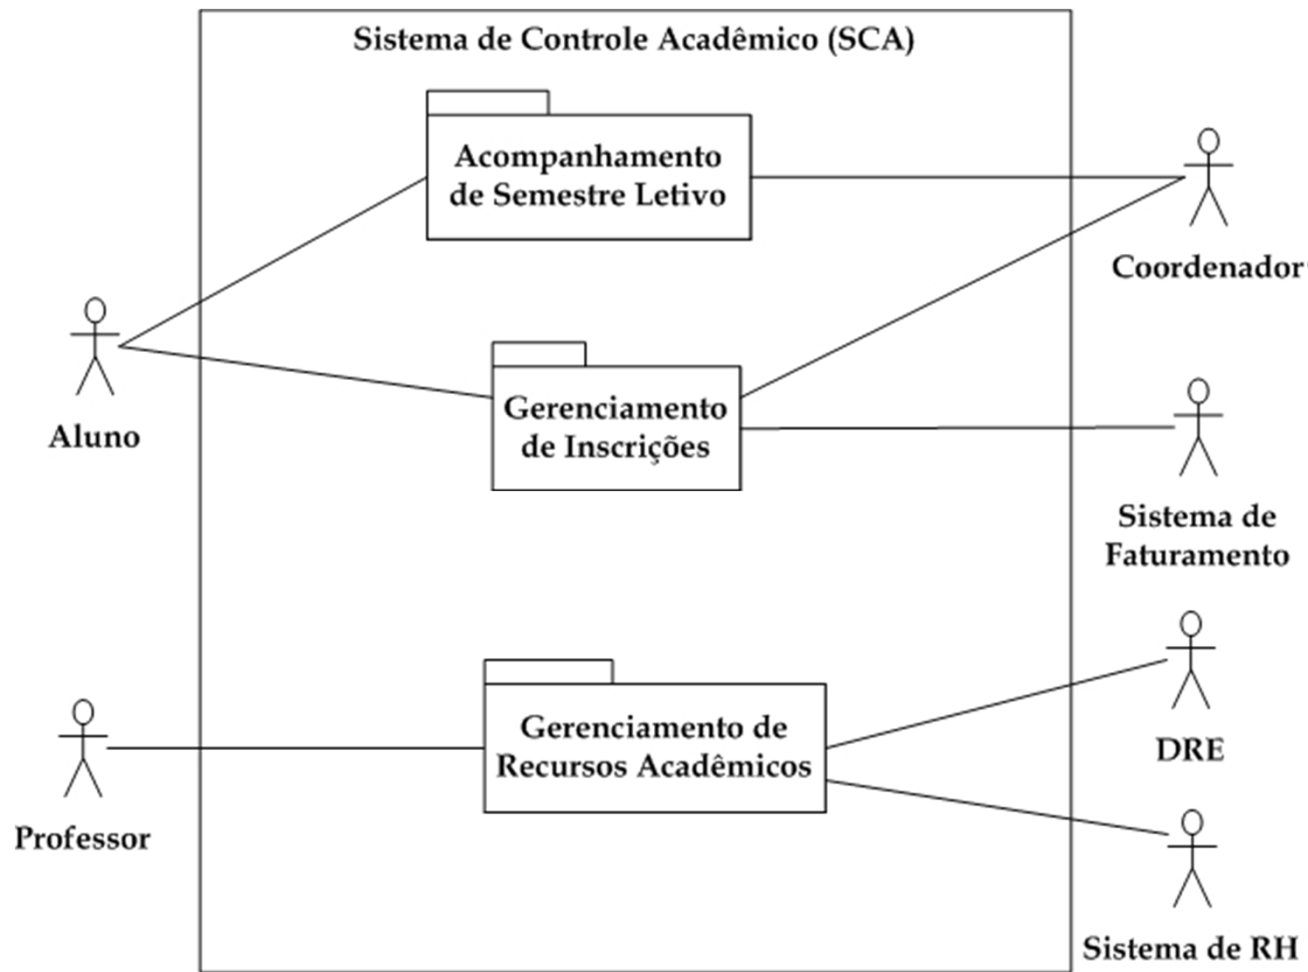 Sistema de Controle Acadêmico (SCA)
Acompanhamento
de Semestre Letivo
Coordenador
Aluno
Gerenciamento
de Inscrições
Sistema de
Faturamento
Professor
Gerenciamento de
Recursos Acadêmicos
DRE
Sistema de RH